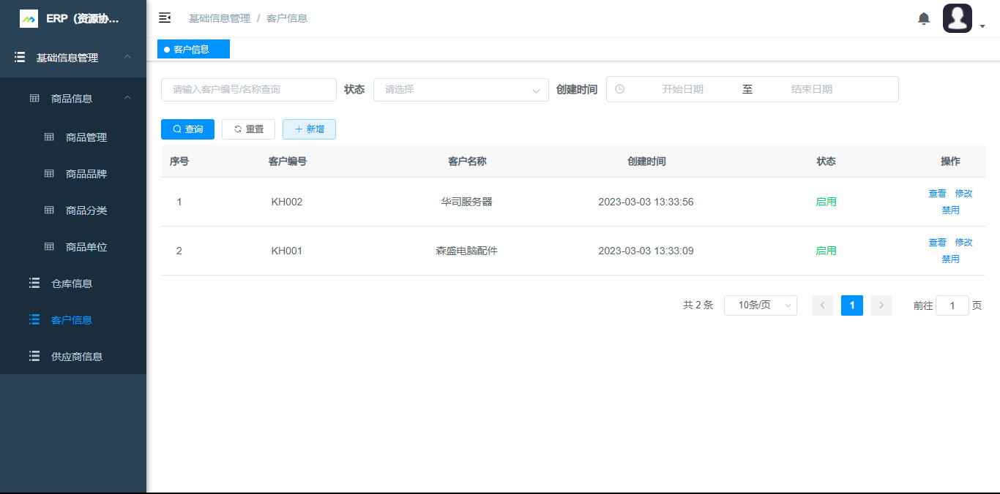 ERP（资源协...
基础信息管理
商品信息
商品管理
商品品牌
商品分类
商品单位
仓库信息
客户信息
供应商信息
基础信息管理 / 客户信息
客户信息
请输入客户编号/名称查询 状态 请选择 创建时间 开始日期 至 结束日期
查询 重置 新增
序号 客户编号 客户名称 创建时间 状态 操作
1 KH002 华司服务器 2023-03-03 13:33:56 启用 查看 修改
禁用
2 KH001 森盛电脑配件 2023-03-03 13:33:09 启用 查看 修改
禁用
共 2 条 10条/页 1 前往 1 页